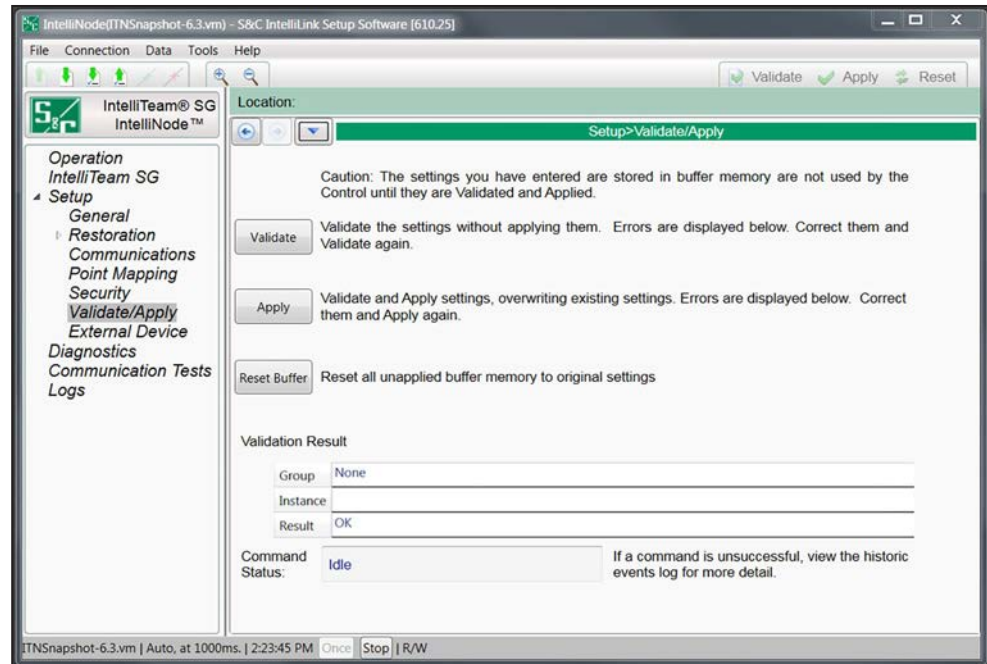 IntelliNode(ITNSnapshot-6.3.vm) - S&C IntelliLink Setup Software [610.25]
File Connection Data Tools Help
Validate Apply Reset
S&C
IntelliTeam® SG
IntelliNode™
Location:
Setup>Validate/Apply
Operation
IntelliTeam SG
Setup
General
Restoration
Communications
Point Mapping
Security
Validate/Apply
External Device
Diagnostics
Communication Tests
Logs
Caution: The settings you have entered are stored in buffer memory are not used by the
Control until they are Validated and Applied.
Validate
Validate the settings without applying them. Errors are displayed below. Correct them and
Validate again.
Apply
Validate and Apply settings, overwriting existing settings. Errors are displayed below. Correct
them and Apply again.
Reset Buffer
Reset all unapplied buffer memory to original settings
Validation Result
Group None
Instance
Result OK
Command
Status:
Idle
If a command is unsuccessful, view the historic
events log for more detail.
ITNSnapshot-6.3.vm | Auto, at 1000ms. | 2:23:45 PM Once Stop | R/W